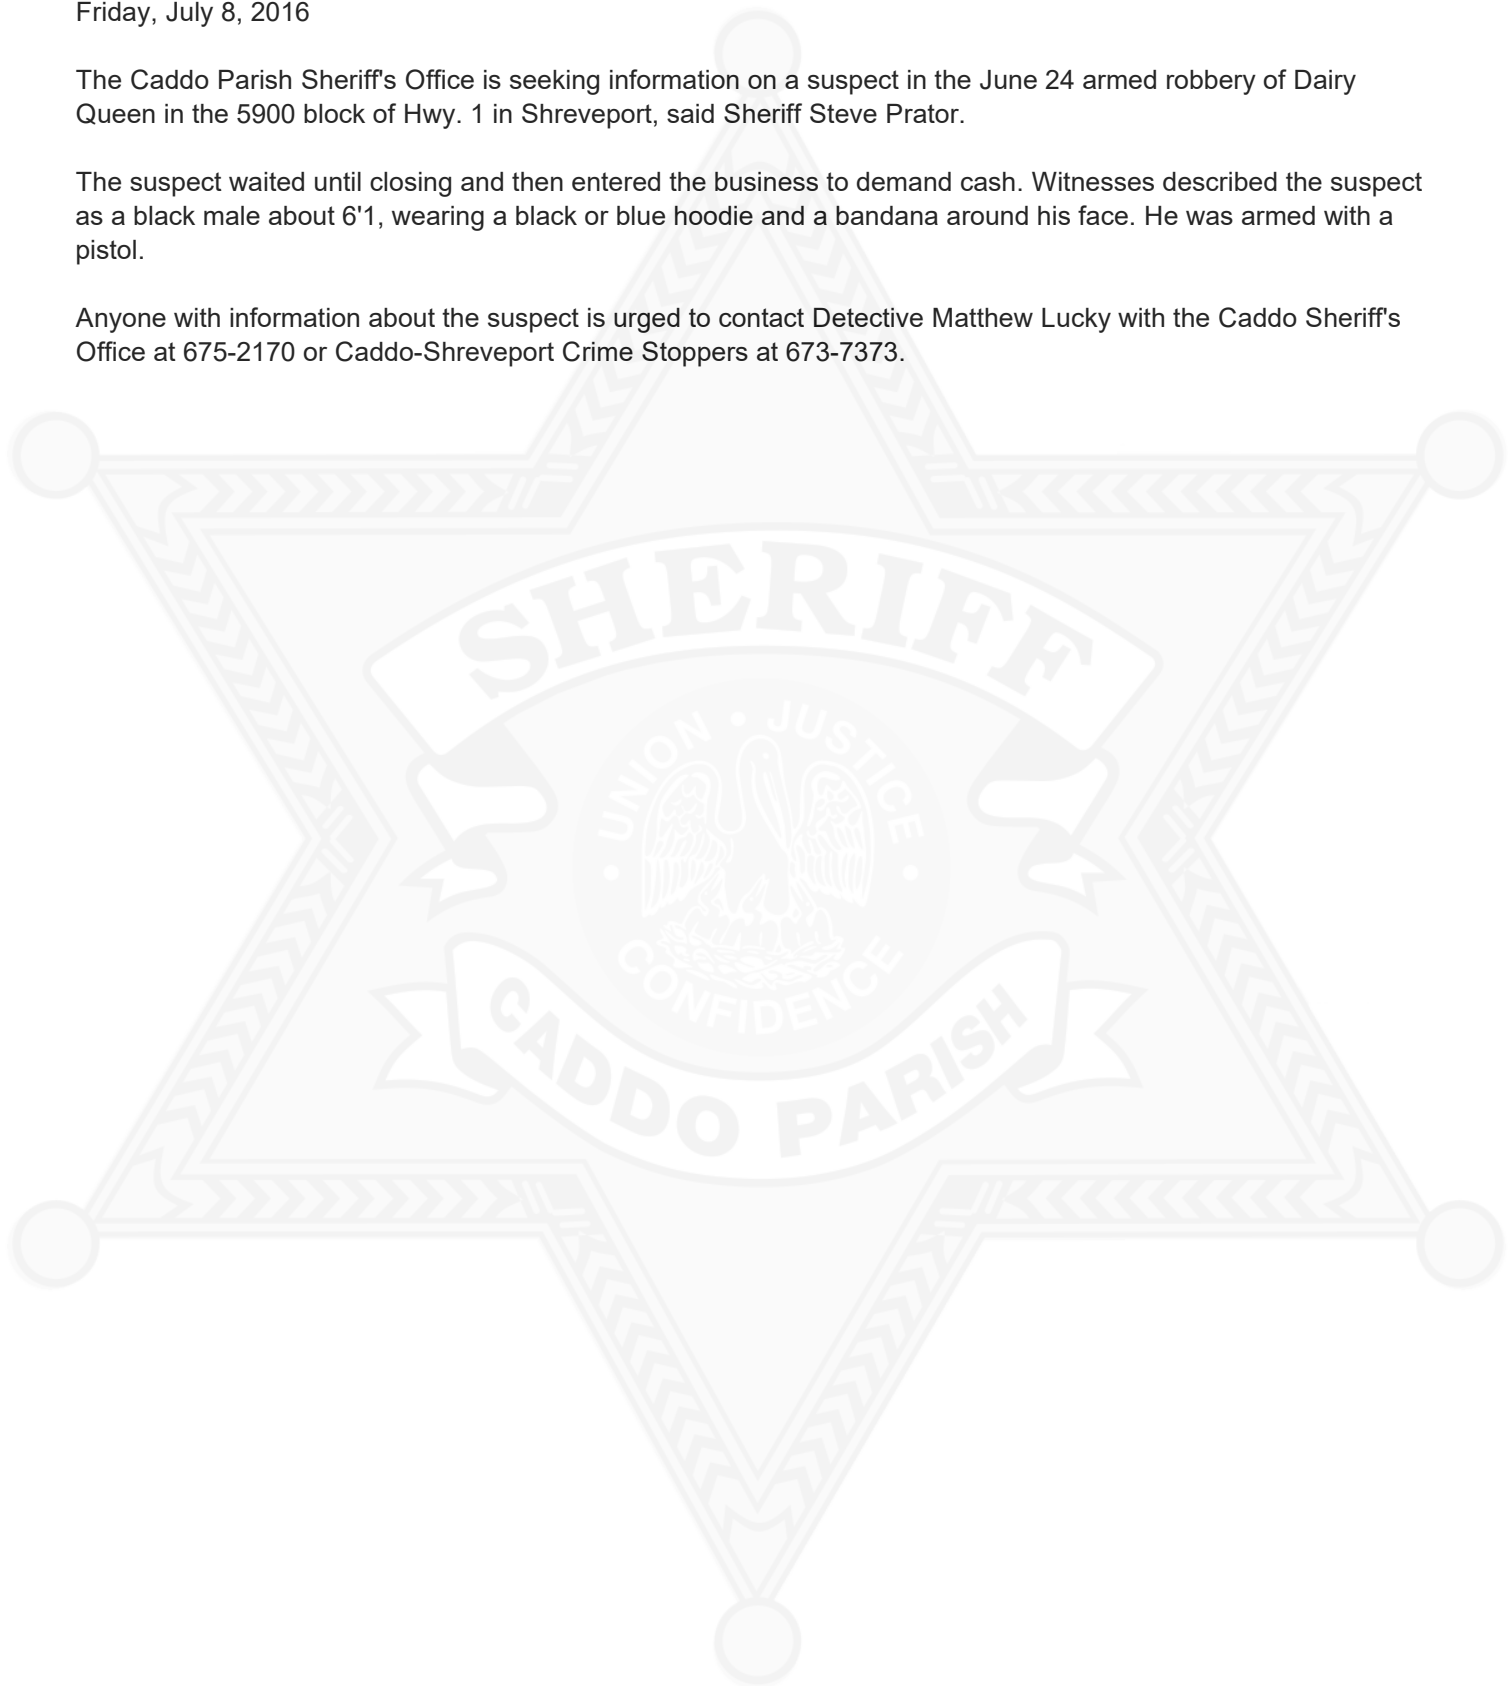 Friday, July 8, 2016
The Caddo Parish Sheriff's Office is seeking information on a suspect in the June 24 armed robbery of Dairy
Queen in the 5900 block of Hwy. 1 in Shreveport, said Sheriff Steve Prator.
The suspect waited until closing and then entered the business to demand cash. Witnesses described the suspect
as a black male about 6'1, wearing a black or blue hoodie and a bandana around his face. He was armed with a
pistol.
Anyone with information about the suspect is urged to contact Detective Matthew Lucky with the Caddo Sheriff's
Office at 675-2170 or Caddo-Shreveport Crime Stoppers at 673-7373.
SHERIFF
UNION • JUSTICE
• CONFIDENCE •
CADDO PARISH